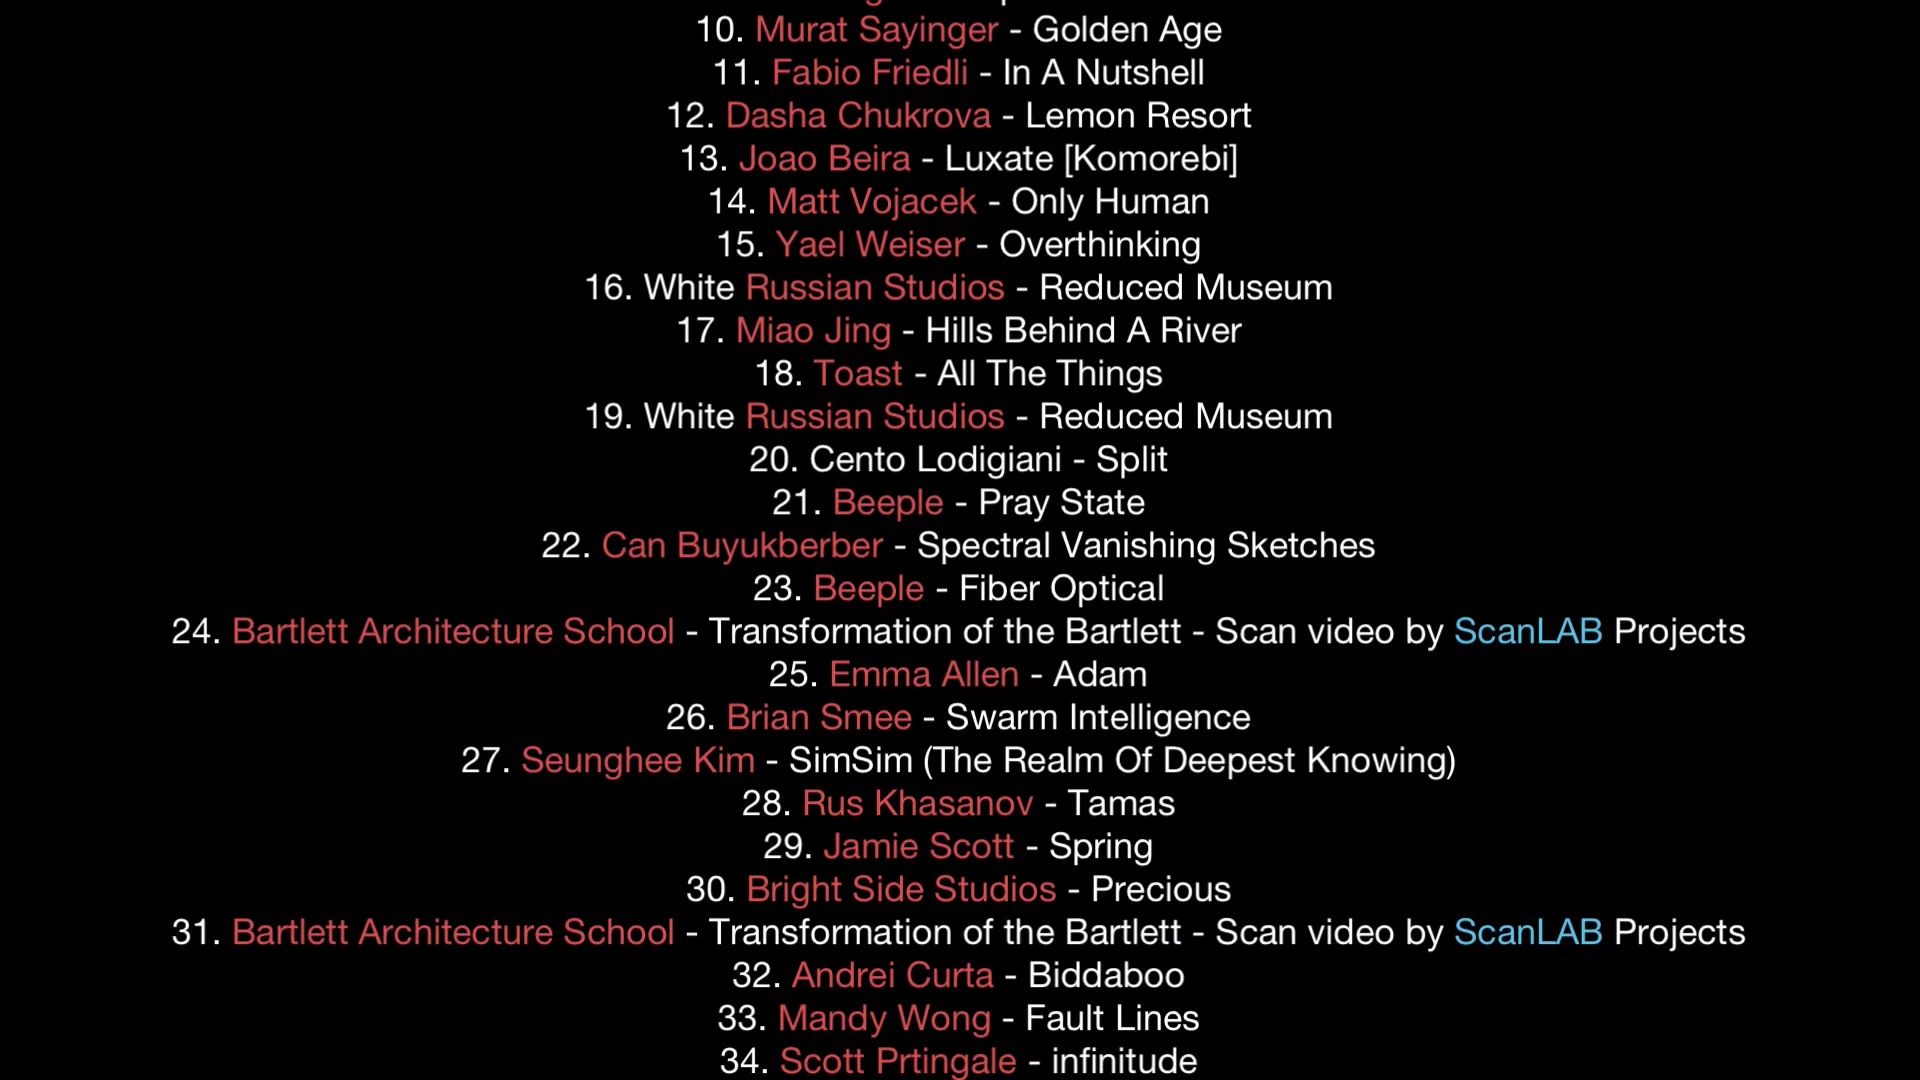 10. Murat Sayinger - Golden Age
11. Fabio Friedli - In A Nutshell
12. Dasha Chukrova - Lemon Resort
13. Joao Beira - Luxate [Komorebi]
14. Matt Vojacek - Only Human
15. Yael Weiser - Overthinking
16. White Russian Studios - Reduced Museum
17. Miao Jing - Hills Behind A River
18. Toast - All The Things
19. White Russian Studios - Reduced Museum
20. Cento Lodigiani - Split
21. Beeple - Pray State
22. Can Buyukberber - Spectral Vanishing Sketches
23. Beeple - Fiber Optical
24. Bartlett Architecture School - Transformation of the Bartlett - Scan video by ScanLAB Projects
25. Emma Allen - Adam
26. Brian Smee - Swarm Intelligence
27. Seunghee Kim - SimSim (The Realm Of Deepest Knowing)
28. Rus Khasanov - Tamas
29. Jamie Scott - Spring
30. Bright Side Studios - Precious
31. Bartlett Architecture School - Transformation of the Bartlett - Scan video by ScanLAB Projects
32. Andrei Curta - Biddaboo
33. Mandy Wong - Fault Lines
34. Scott Prtingale - infinitude